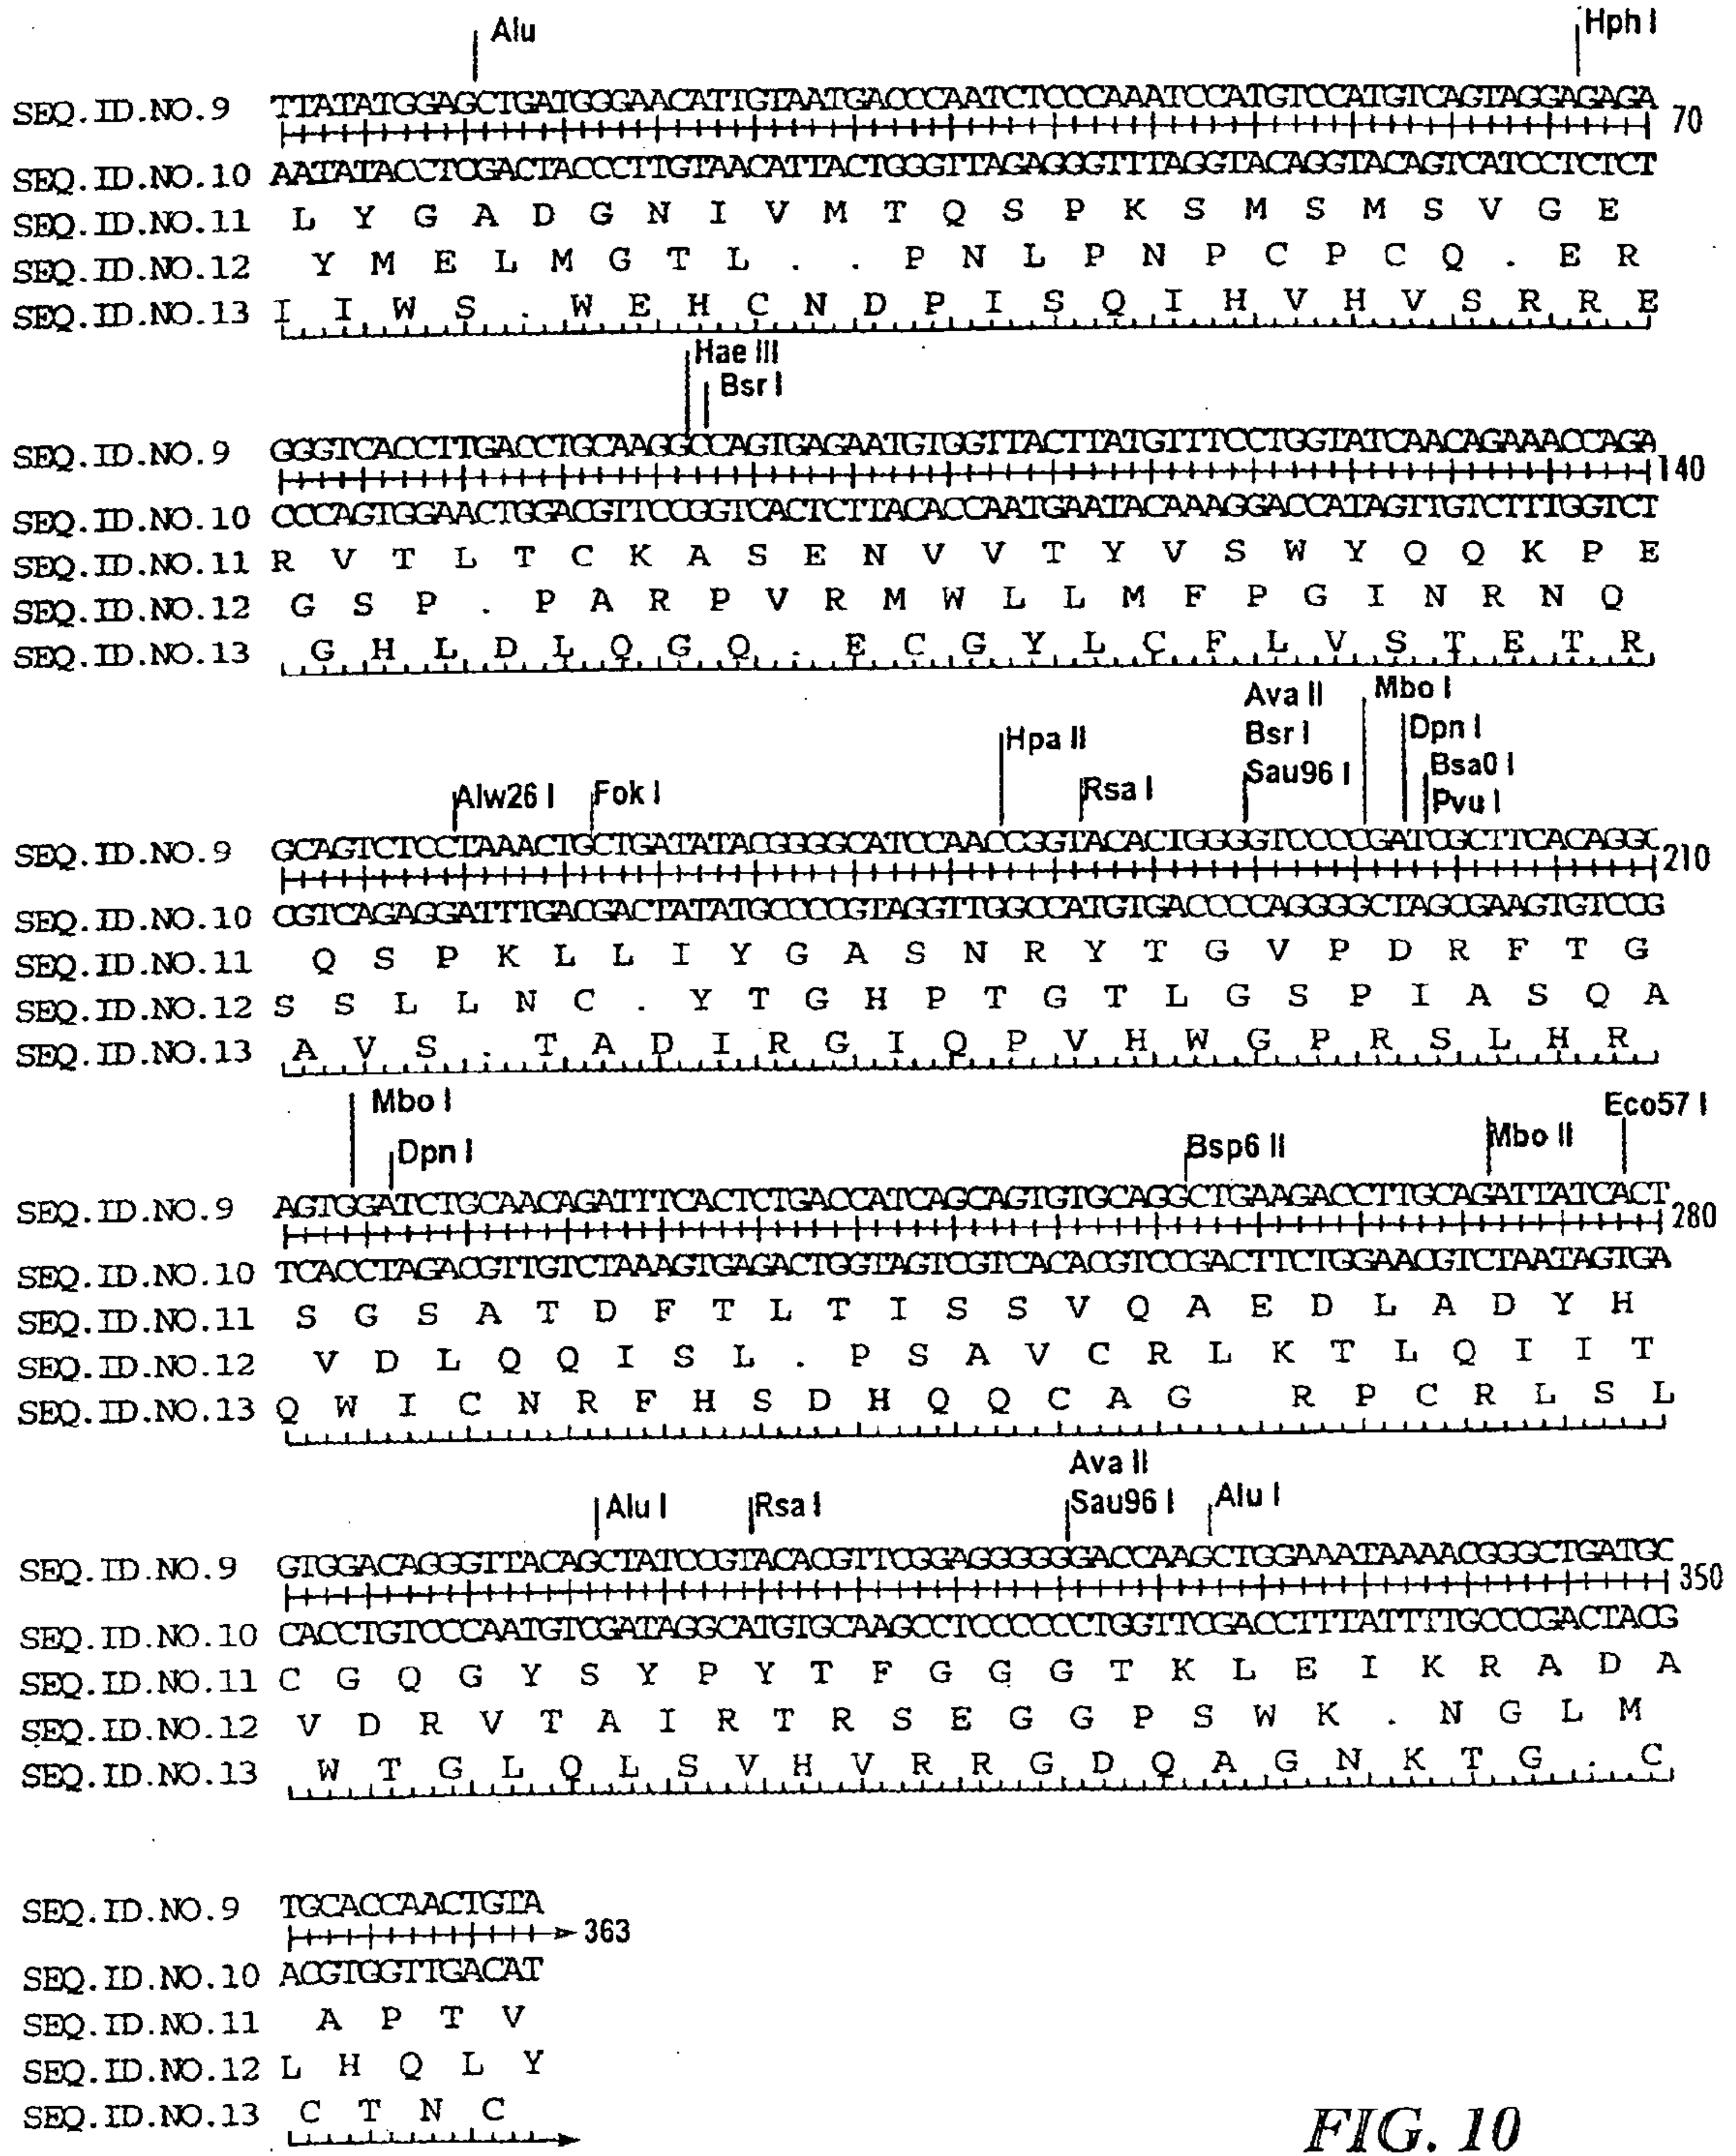 Alu
Hph I
SEQ.ID.NO.9 TTATATGGAGCTGATGGGAACATTGTAATGACCCAATCTCCCAAATCCATGTCCATGTCAGTAGGAGAGA
70
SEQ.ID.NO.10 AATATACCTCGACTACCCTTGTAACATTACTGGGTTAGAGGGTTTAGGTACAGGTACAGTCATCCTCTCT
SEQ.ID.NO.11 L Y G A D G N I V M T Q S P K S M S M S V G E
SEQ.ID.NO.12 Y M E L M G T L . . P N L P N P C P C Q . E R
SEQ.ID.NO.13 I I W S . W E H C N D P I S Q I H V H V S R R E
Hae III
Bsr I
SEQ.ID.NO.9 GGGTCACCTTGACCTGCAAGGCCAGTGAGAATGTGGTTACTTATGTTTCCTGGTATCAACAGAAACCAGA
140
SEQ.ID.NO.10 CCCAGTGGAACTGGACGTTCCGGTCACTCTTACACCAATGAATACAAAGGACCATAGTTGTCTTTGGTCT
SEQ.ID.NO.11 R V T L T C K A S E N V V T Y V S W Y Q Q K P E
SEQ.ID.NO.12 G S P . P A R P V R M W L L M F P G I N R N Q
SEQ.ID.NO.13 G H L D L Q G Q . E C G Y L C F L V S T E T R
Ava II Mbo I
Hpa II Bsr I Dpn I
Alw26 I Fok I Rsa I Sau96 I Bsa0 I
Pvu I
SEQ.ID.NO.9 GCAGTCTCCTAAACTGCTGATATACGGGGCATCCAACCGGTACACTGGGGTCCCCGATCGCTTCACAGGC
210
SEQ.ID.NO.10 CGTCAGAGGATTTGACGACTATATGCCCCGTAGGTTGGCCATGTGACCCCAGGGGCTAGCGAAGTGTCCG
SEQ.ID.NO.11 Q S P K L L I Y G A S N R Y T G V P D R F T G
SEQ.ID.NO.12 S S L L N C . Y T G H P T G T L G S P I A S Q A
SEQ.ID.NO.13 A V S . T A D I R G I Q P V H W G P R S L H R
Mbo I Eco57 I
Dpn I Bsp6 II Mbo II
SEQ.ID.NO.9 AGTGGATCTGCAACAGATTTCACTCTGACCATCAGCAGTGTGCAGGCTGAAGACCTTGCAGATTATCACT
280
SEQ.ID.NO.10 TCACCTAGACGTTGTCTAAAGTGAGACTGGTAGTCGTCACACGTCCGACTTCTGGAACGTCTAATAGTGA
SEQ.ID.NO.11 S G S A T D F T L T I S S V Q A E D L A D Y H
SEQ.ID.NO.12 V D L Q Q I S L . P S A V C R L K T L Q I I T
SEQ.ID.NO.13 Q W I C N R F H S D H Q Q C A G R P C R L S L
Ava II
Alu I Rsa I Sau96 I Alu I
SEQ.ID.NO.9 GTGGACAGGGTTACAGCTATCCGTACACGTTCGGAGGGGGGACCAAGCTGGAAATAAAACGGGCTGATGC
350
SEQ.ID.NO.10 CACCTGTCCCAATGTCGATAGGCATGTGCAAGCCTCCCCCCTGGTTCGACCTTTATTTTGCCCGACTACG
SEQ.ID.NO.11 C G Q G Y S Y P Y T F G G G T K L E I K R A D A
SEQ.ID.NO.12 V D R V T A I R T R S E G G P S W K . N G L M
SEQ.ID.NO.13 W T G L Q L S V H V R R G D Q A G N K T G . C
SEQ.ID.NO.9 TGCACCAACTGTA
363
SEQ.ID.NO.10 ACGTGGTTGACAT
SEQ.ID.NO.11 A P T V
SEQ.ID.NO.12 L H Q L Y
SEQ.ID.NO.13 C T N C
FIG. 10